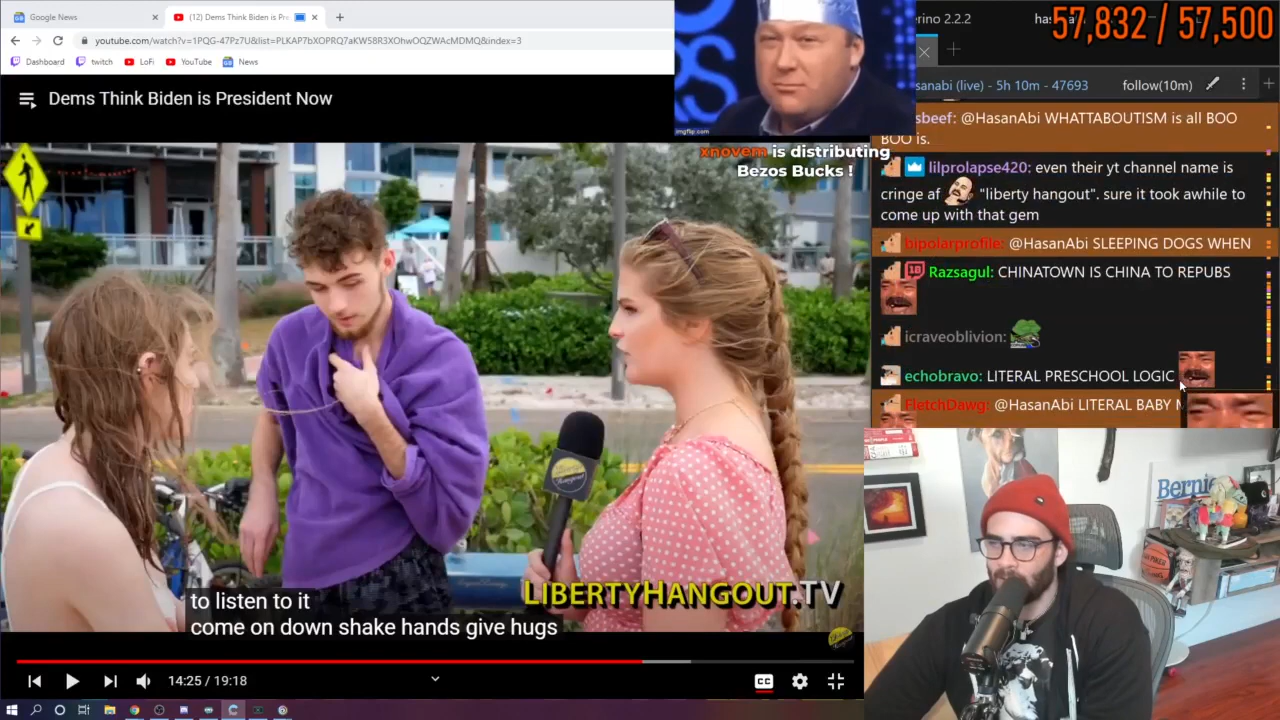 Google News
(12) Dems Think Biden is Pre
youtube.com/watch?v=1PQG-47Pz7U&list=PLKAP7bXOPRQ7aKW58R3XOhwOQZWAcMDMQ&index=3
Dashboard
twitch
LoFi
YouTube
News
Dems Think Biden is President Now
imgflip.com
xnovem is distributing
Bezos Bucks !
LIBERTYHANGOUT.TV
to listen to it
come on down shake hands give hugs
14:25 / 19:18
erino 2.2.2
has
57,832 / 57,500
sanabi (live) - 5h 10m - 47693
follow(10m)
sbeef: @HasanAbi WHATTABOUTISM is all BOO
BOO is.
lilprolapse420: even their yt channel name is
cringe af "liberty hangout". sure it took awhile to
come up with that gem
bipolarprofile: @HasanAbi SLEEPING DOGS WHEN
Razsagul: CHINATOWN IS CHINA TO REPUBS
icraveoblivion:
echobravo: LITERAL PRESCHOOL LOGIC
FletchDawg: @HasanAbi LITERAL BABY
Bernie